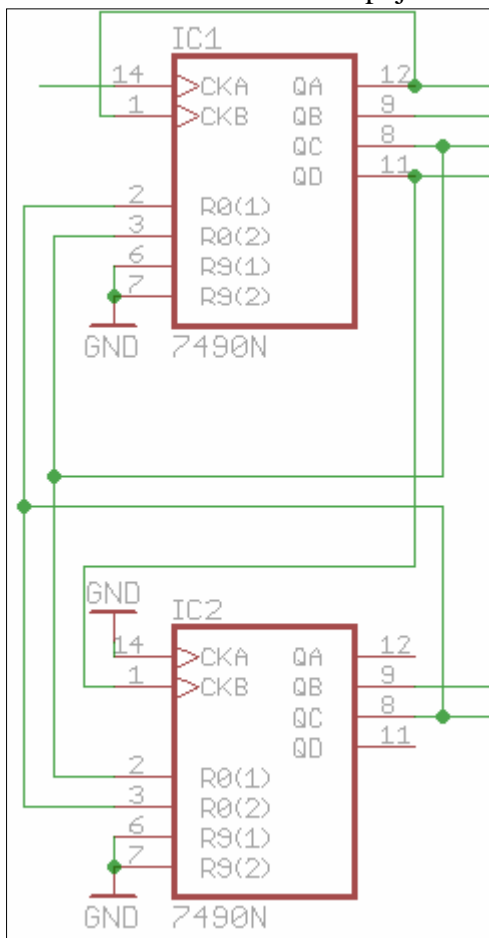 IC1
14 CKA QA 12
1 CKB QB 9
QC 8
QD 11
2 R0(1)
3 R0(2)
6 R9(1)
7 R9(2)
GND 7490N
GND
IC2
14 CKA QA 12
1 CKB QB 9
QC 8
QD 11
2 R0(1)
3 R0(2)
6 R9(1)
7 R9(2)
GND 7490N